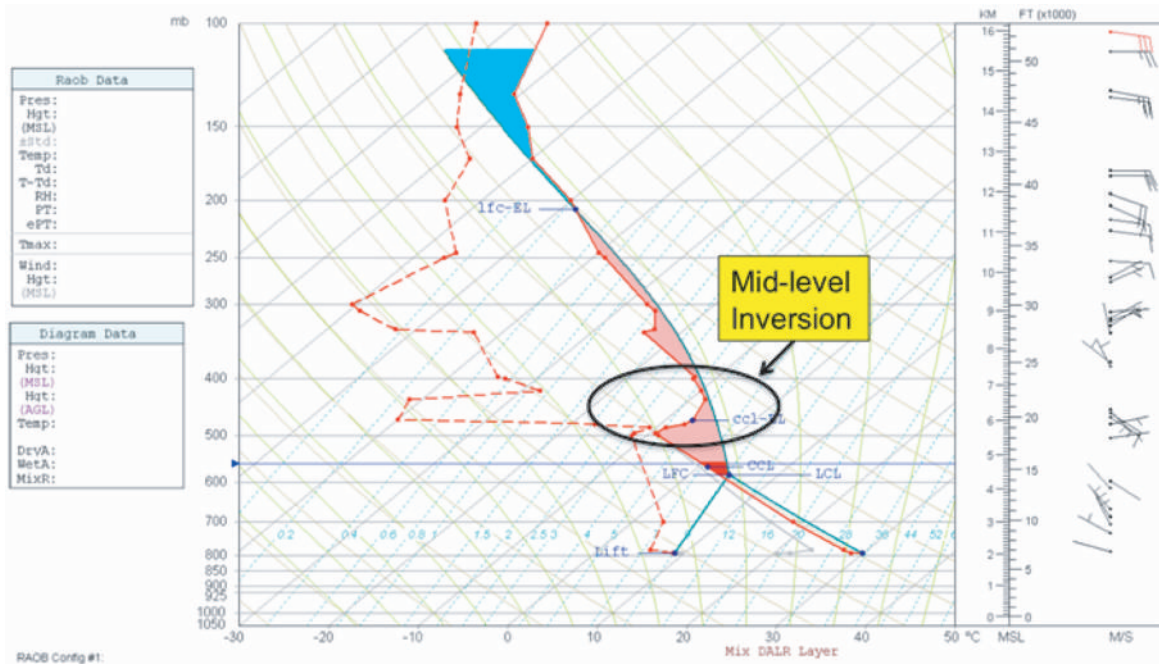 mb
KM
FT (x1000)
Raob Data
Pres:
Hgt:
(MSL)
±Std:
Temp:
Td:
T-Td:
RH:
PT:
ePT:
Tmax:
Wind:
Hgt:
(MSL)
Diagram Data
Pres:
Hgt:
(MSL)
Hgt:
(AGL)
Temp:
DryA:
WetA:
MixR:
100
150
200
250
300
400
500
600
700
800
850
900
925
1000
1050
lfc-EL
Mid-level
Inversion
ccl-EL
LFC
CCL
LCL
Lift
0.2 0.4 0.6 0.8 1 1.5 2 2.5 3 4 5 12 16 20 28 36 44 52
-30 -20 -10 0 10 20 30 40 50 °C MSL M/S
Mix DALR Layer
16
15
14
13
12
11
10
9
8
7
6
5
4
3
2
1
0
50
45
40
35
30
25
20
15
10
5
0
RAOB Config #1: